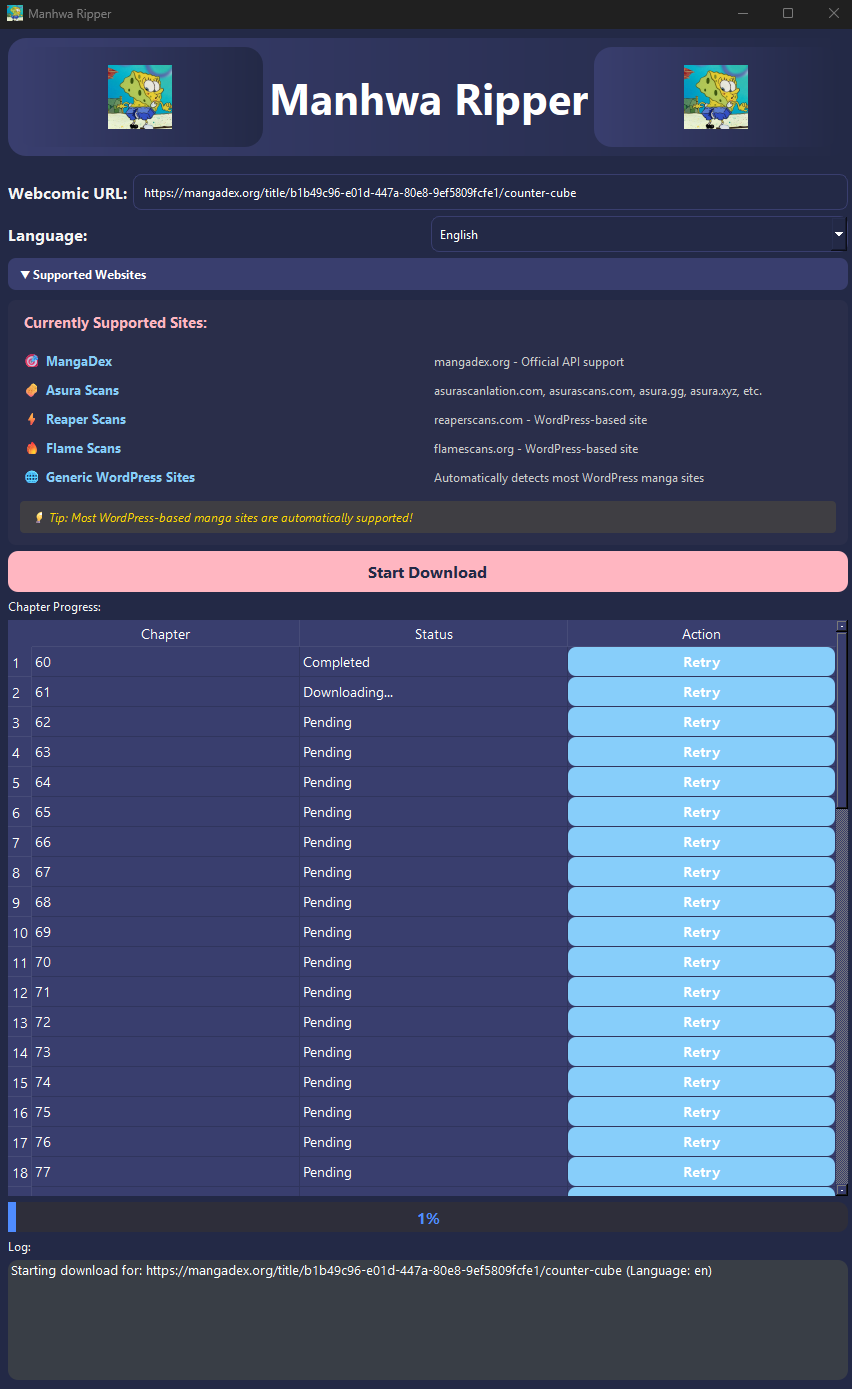 Manhwa Ripper
Manhwa Ripper
Webcomic URL: https://mangadex.org/title/b1b49c96-e01d-447a-80e8-9ef5809fcfe1/counter-cube
Language: English
▼ Supported Websites
Currently Supported Sites:
MangaDex mangadex.org - Official API support
Asura Scans asurascanlation.com, asurascans.com, asura.gg, asura.xyz, etc.
Reaper Scans reaperscans.com - WordPress-based site
Flame Scans flamescans.org - WordPress-based site
Generic WordPress Sites Automatically detects most WordPress manga sites
Tip: Most WordPress-based manga sites are automatically supported!
Start Download
Chapter Progress:
Chapter Status Action
1 60 Completed Retry
2 61 Downloading... Retry
3 62 Pending Retry
4 63 Pending Retry
5 64 Pending Retry
6 65 Pending Retry
7 66 Pending Retry
8 67 Pending Retry
9 68 Pending Retry
10 69 Pending Retry
11 70 Pending Retry
12 71 Pending Retry
13 72 Pending Retry
14 73 Pending Retry
15 74 Pending Retry
16 75 Pending Retry
17 76 Pending Retry
18 77 Pending Retry
1%
Log:
Starting download for: https://mangadex.org/title/b1b49c96-e01d-447a-80e8-9ef5809fcfe1/counter-cube (Language: en)